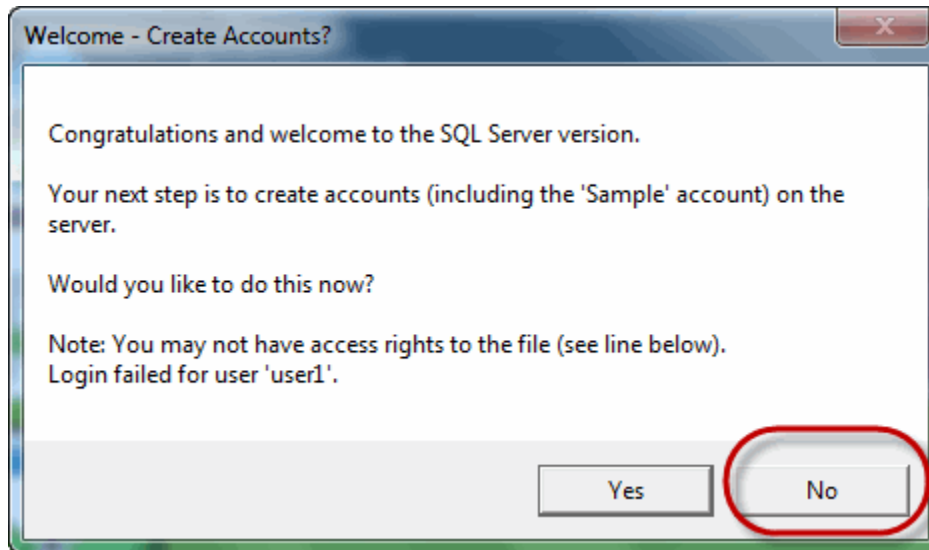 Welcome - Create Accounts?
Congratulations and welcome to the SQL Server version.
Your next step is to create accounts (including the 'Sample' account) on the
server.
Would you like to do this now?
Note: You may not have access rights to the file (see line below).
Login failed for user 'user1'.
Yes
No